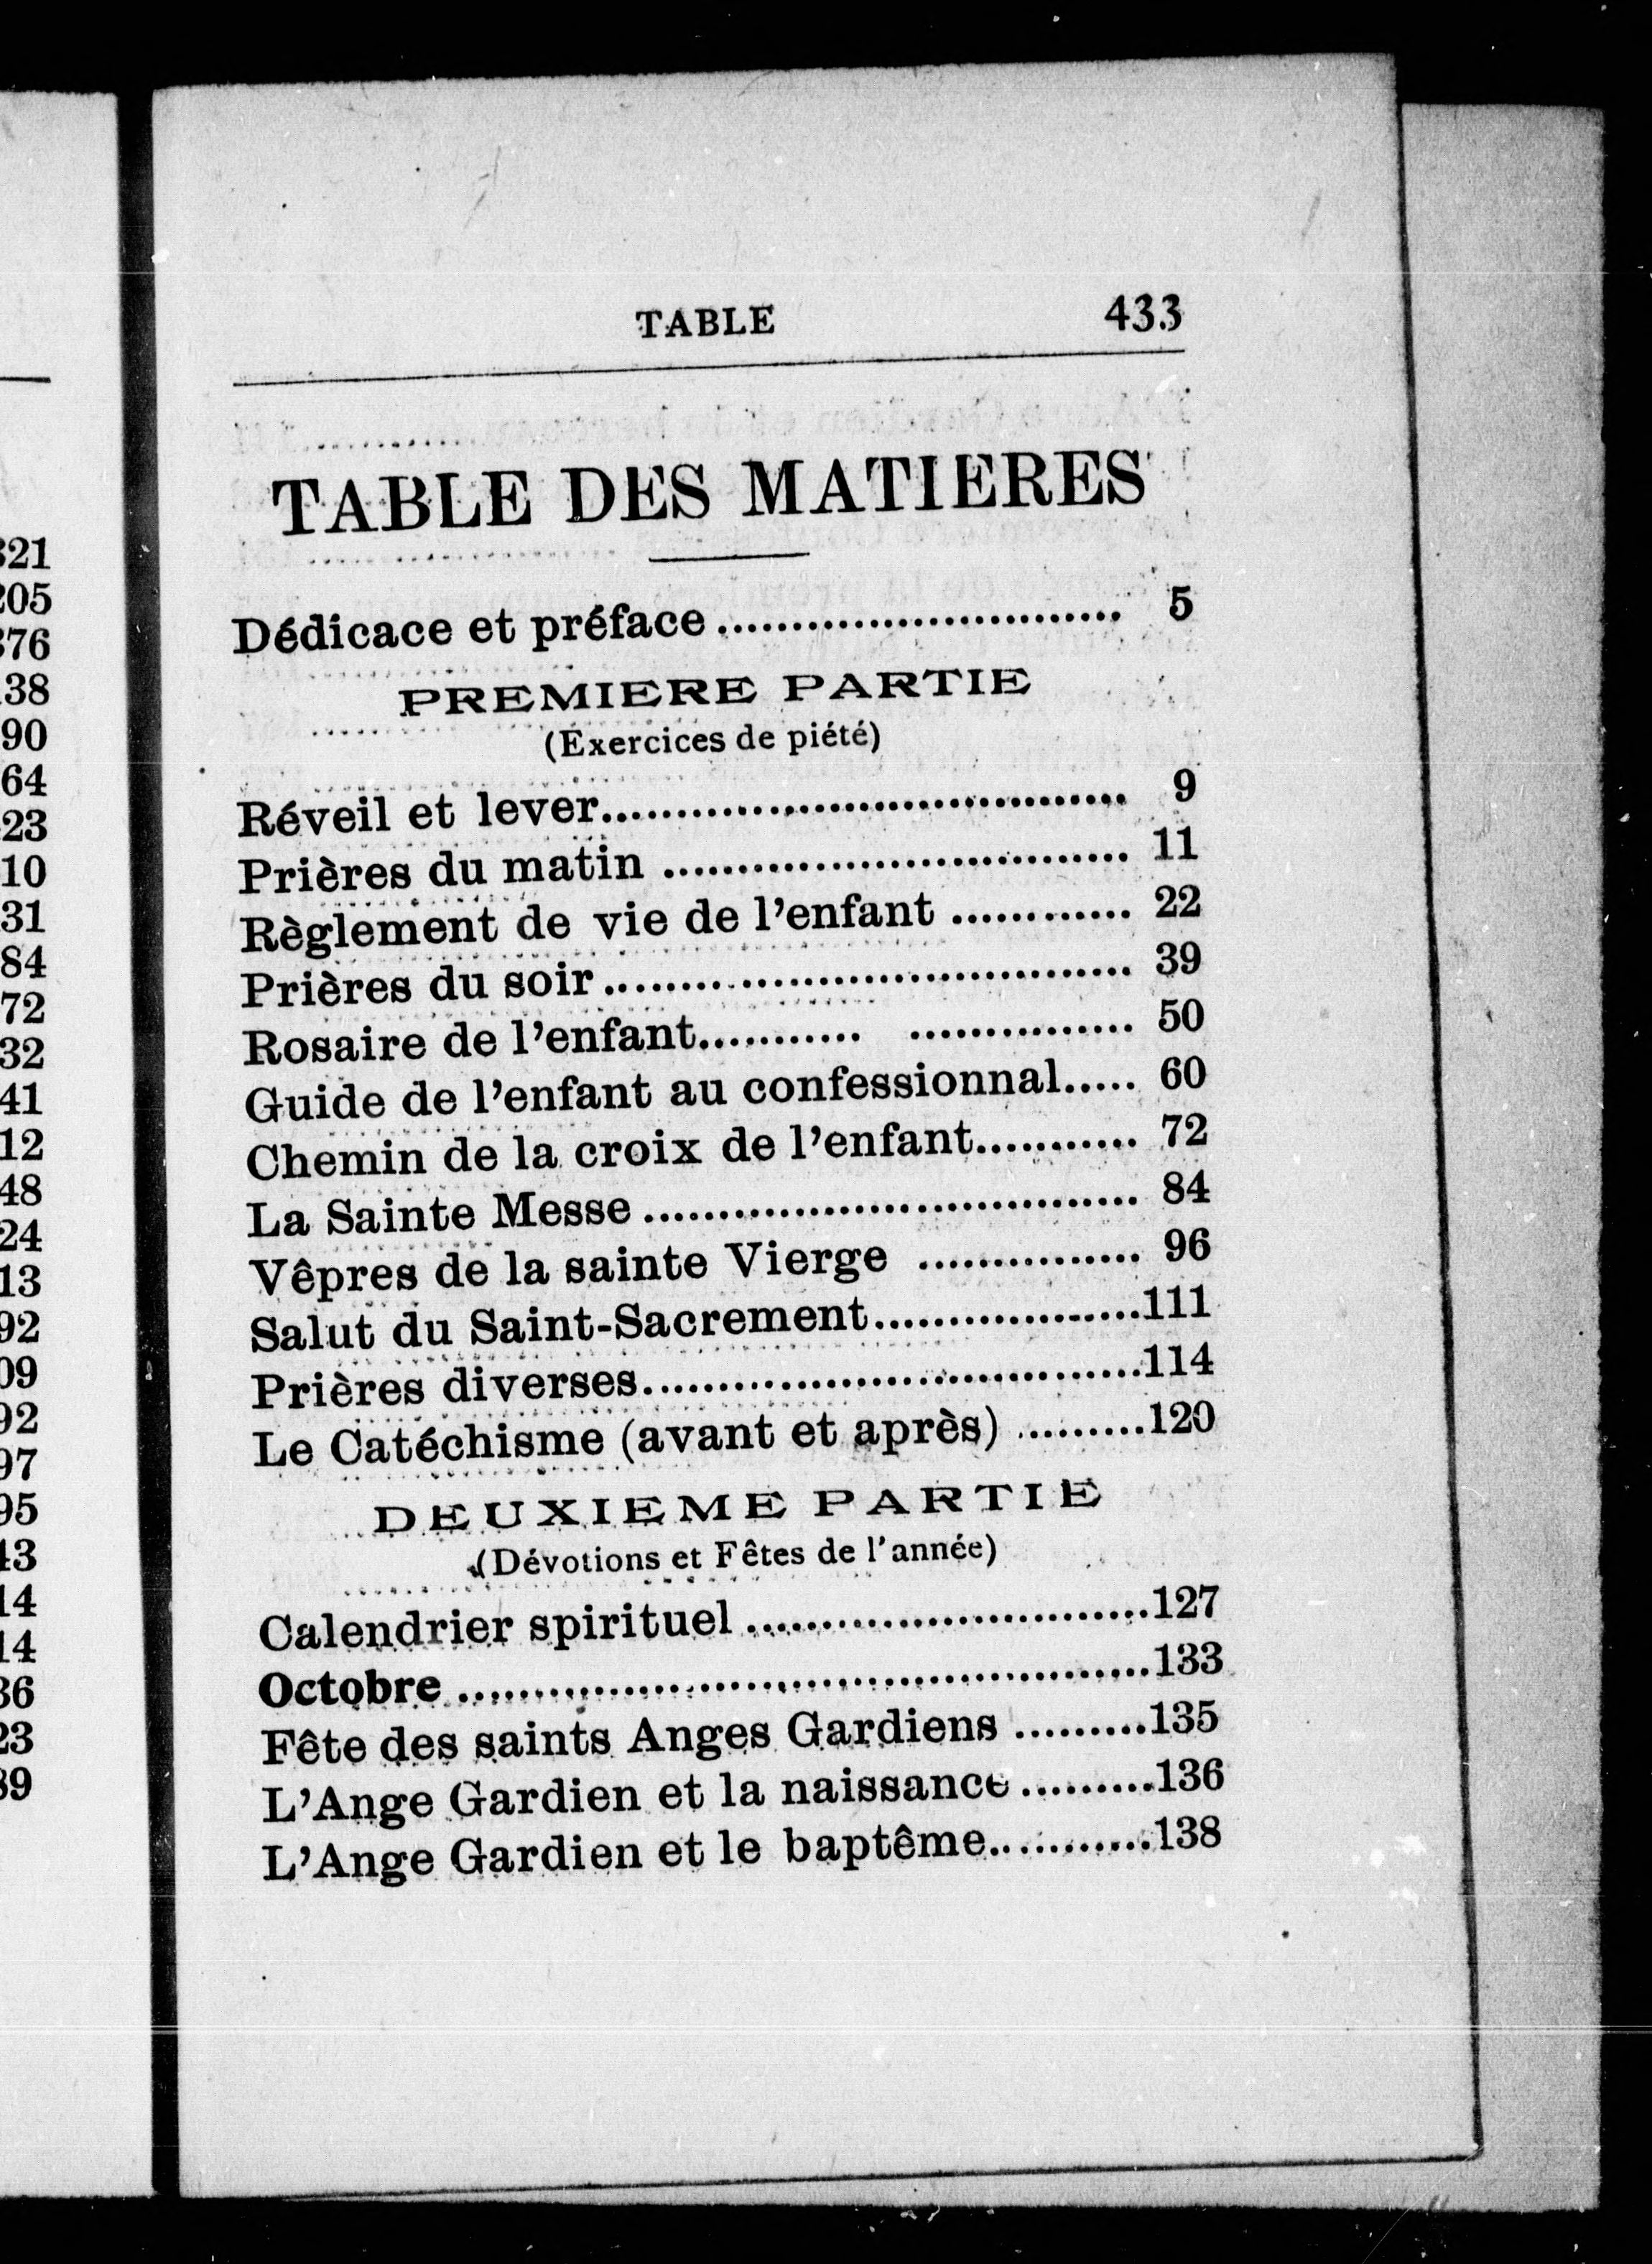 TABLE 433
TABLE DES MATIERES
Dédicace et préface........................... 5
PREMIERE PARTIE
(Exercices de piété)
Réveil et lever................................... 9
Prières du matin ............................... 11
Règlement de vie de l'enfant ............ 22
Prières du soir................................... 39
Rosaire de l'enfant........... ............... 50
Guide de l'enfant au confessionnal..... 60
Chemin de la croix de l'enfant........... 72
La Sainte Messe ................................. 84
Vêpres de la sainte Vierge ............... 96
Salut du Saint-Sacrement..................111
Prières diverses..................................114
Le Catéchisme (avant et après) .........120
DEUXIEME PARTIE
(Dévotions et Fêtes de l'année)
Calendrier spirituel ...........................127
Octobre ...............................................133
Fête des saints Anges Gardiens .........135
L'Ange Gardien et la naissance.........136
L'Ange Gardien et le baptême...........138